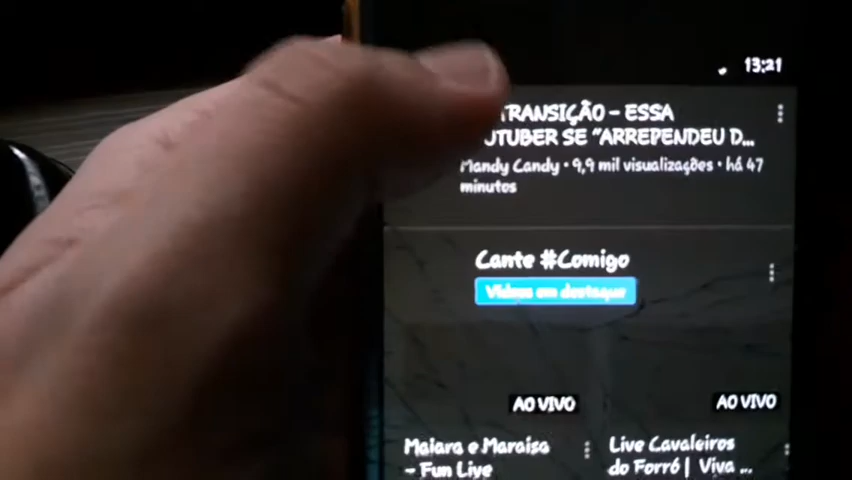 13:21
TRANSIÇÃO - ESSA
SE "ARREPENDEU D...
Mandy Candy • 9,9 mil visualizações • há 47
minutos
Cante #Comigo
Vídeos em destaque
AO VIVO
AO VIVO
Maiara e Maraisa
- Fun Live
Live Cavaleiros
do Forró | Viva ...